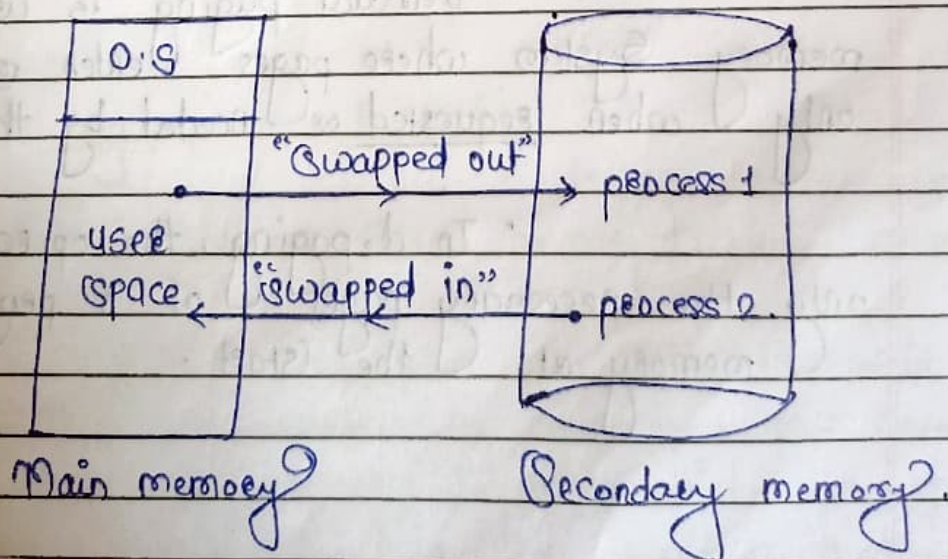 O.S
"swapped out"
process 1
user
space
"swapped in"
process 2.
Main memory
Secondary memory.